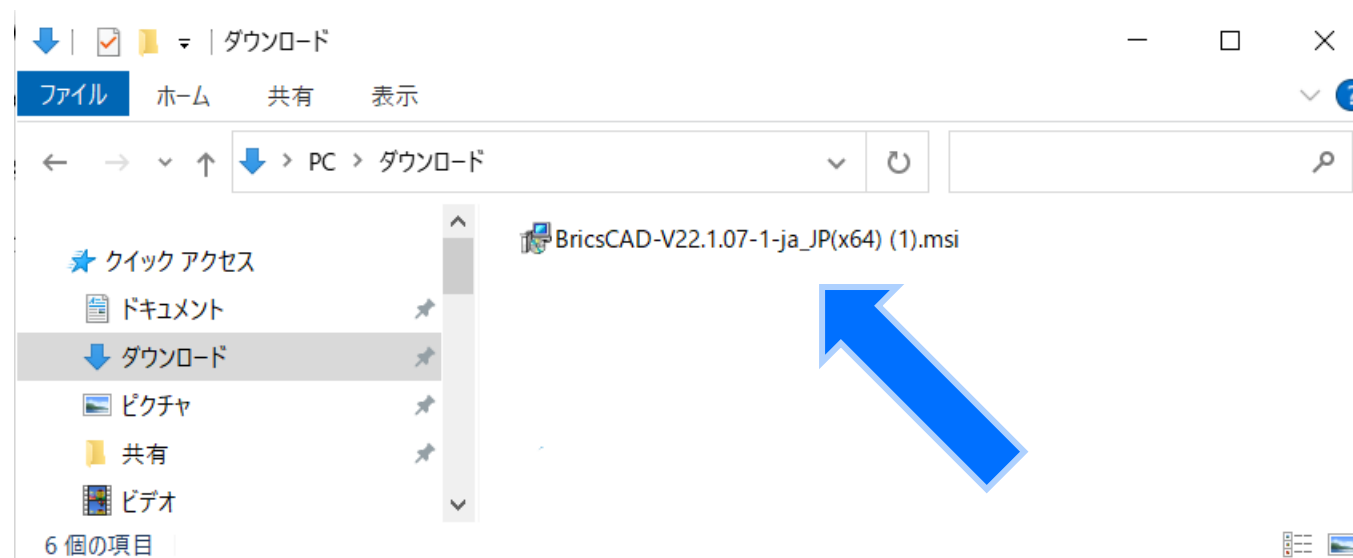 ダウンロード
ファイル ホーム 共有 表示
PC ダウンロード
BricsCAD-V22.1.07-1-ja_JP(x64) (1).msi
クイック アクセス
ドキュメント
ダウンロード
ピクチャ
共有
ビデオ
6 個の項目